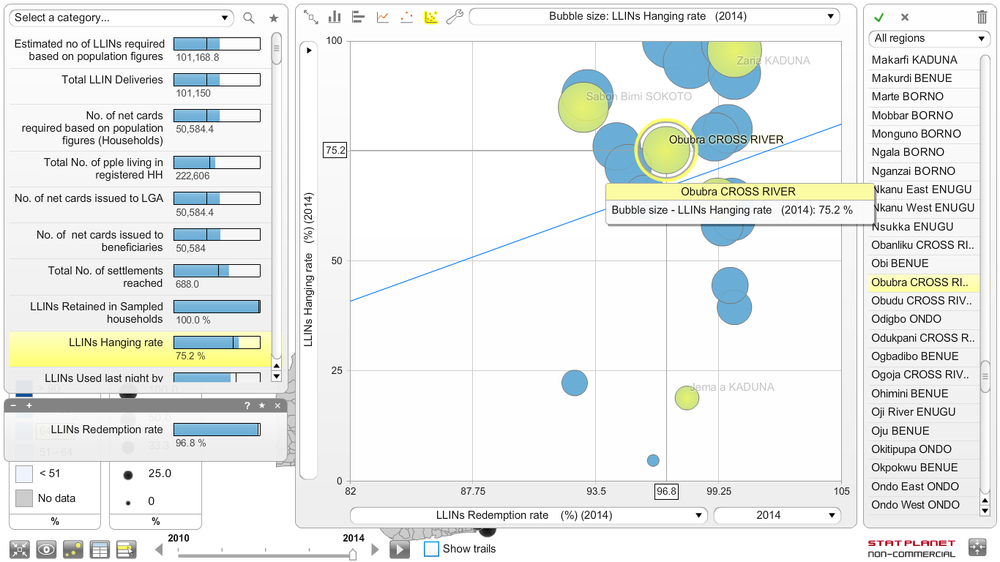 Select a category...
Estimated no of LLINs required
based on population figures
101,168.8
Total LLIN Deliveries
101,150
No. of net cards
required based on population
figures (Households)
50,584.4
Total No. of pple living in
registered HH
222,606
No. of net cards issued to LGA
50,584.4
No. of  net cards issued to
beneficiaries
50,584
Total No. of settlements
reached
688.0
LLINs Retained in Sampled
households
100.0 %
LLINs Hanging rate
75.2 %
LLINs Used last night by
> 90
100.0
- + ? ★ ×
50.0
LLINs Redemption rate
96.8 %
33.3
51 - 64
< 51
25.0
No data
0
%
%
Bubble size: LLINs Hanging rate   (2014)
100
75.2
50
25
0
LLINs Hanging rate   (%) (2014)
Zaria KADUNA
Sabon Birni SOKOTO
Obubra CROSS RIVER
Obubra CROSS RIVER
Bubble size - LLINs Hanging rate   (2014): 75.2 %
Jema a KADUNA
82
87.75
93.5
96.8
99.25
105
LLINs Redemption rate    (%) (2014)
2014
All regions
Makarfi KADUNA
Makurdi BENUE
Marte BORNO
Mobbar BORNO
Monguno BORNO
Ngala BORNO
Nganzai BORNO
Nkanu East ENUGU
Nkanu West ENUGU
Nsukka ENUGU
Obanliku CROSS RI..
Obi BENUE
Obubra CROSS RI..
Obudu CROSS RIV..
Odigbo ONDO
Odukpani CROSS R..
Ogbadibo BENUE
Ogoja CROSS RIV..
Ohimini BENUE
Oji River ENUGU
Oju BENUE
Okitipupa ONDO
Okpokwu BENUE
Ondo East ONDO
Ondo West ONDO
2010
2014
Show trails
STATPLANET
NON-COMMERCIAL